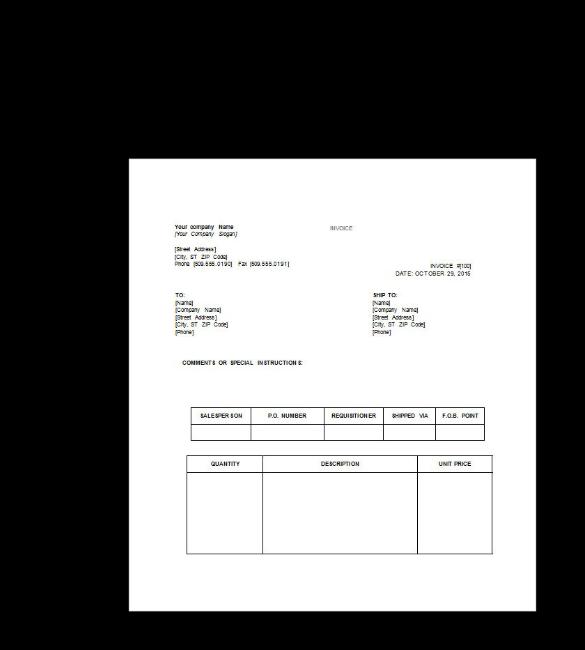 Your company Name
INVOICE
[Your Company Slogan]
[Street Address]
[City, ST ZIP Code]
Phone [509.555.0190] Fax [509.555.0191]
INVOICE #[100]
DATE: OCTOBER 29, 2015
TO:
[Name]
[Company Name]
[Street Address]
[City, ST ZIP Code]
[Phone]
SHIP TO:
[Name]
[Company Name]
[Street Address]
[City, ST ZIP Code]
[Phone]
COMMENTS OR SPECIAL INSTRUCTIONS:
SALESPERSON P.O. NUMBER REQUISITIONER SHIPPED VIA F.O.B. POINT
QUANTITY DESCRIPTION UNIT PRICE